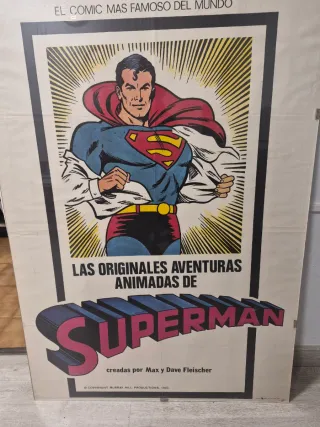 EL COMIC MAS FAMOSO DEL MUNDO
S
LAS ORIGINALES AVENTURAS
ANIMADAS DE
SUPERMAN
creadas por Max y Dave Fleischer